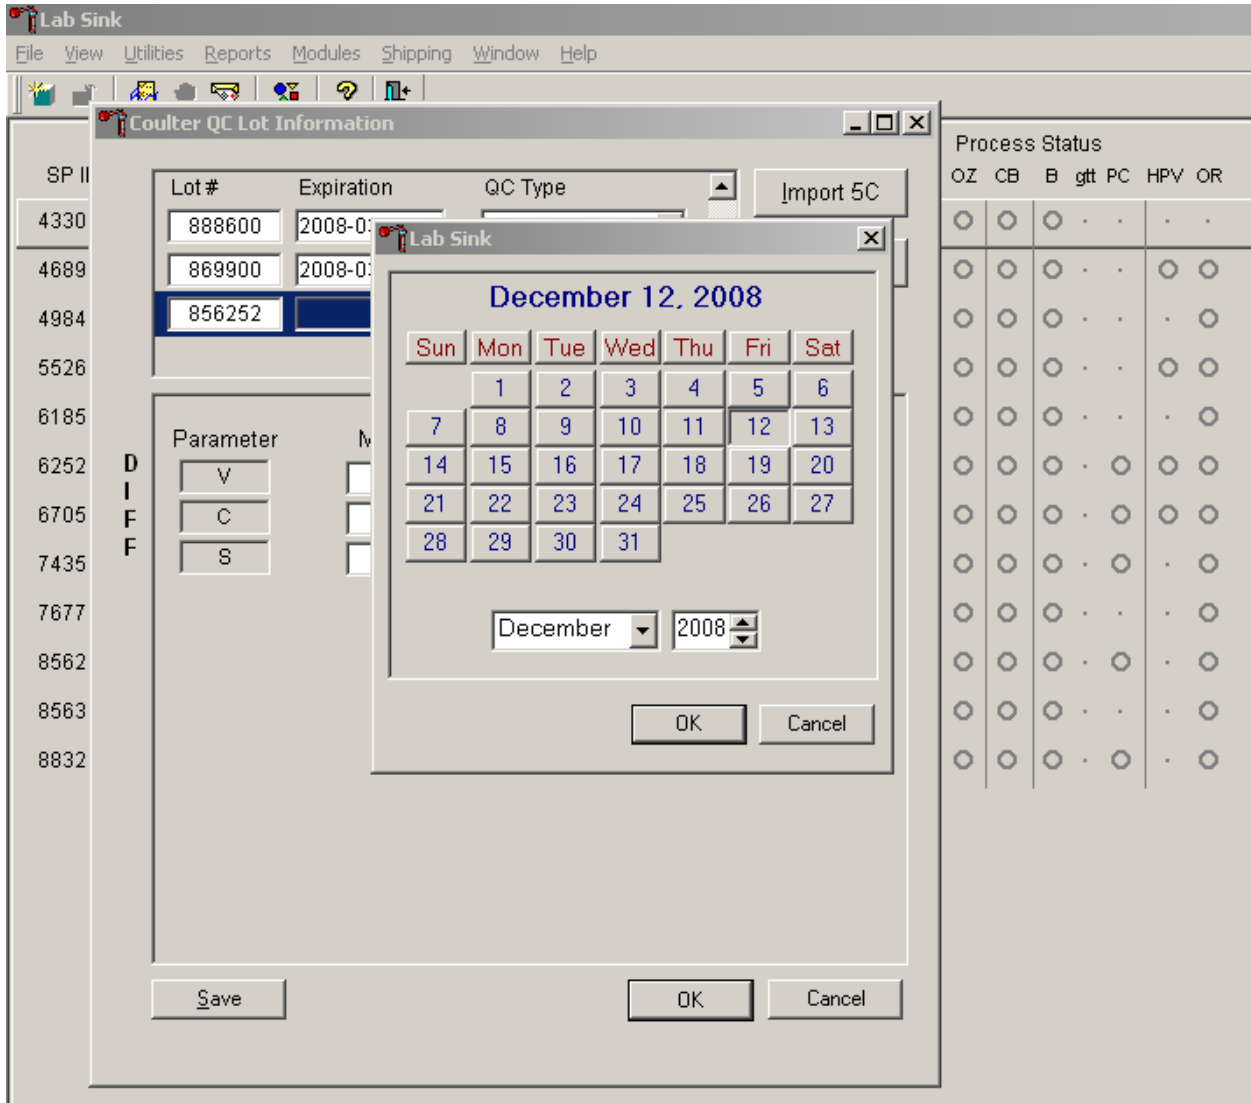 Lab Sink
File View Utilities Reports Modules Shipping Window Help
Coulter QC Lot Information
Process Status
SP II
OZ CB B gtt PC HPV OR
Lot # Expiration QC Type
Import 5C
4330
888600 2008-0
Lab Sink
4689
869900 2008-0
4984
856252
December 12, 2008
Sun Mon Tue Wed Thu Fri Sat
5526
1 2 3 4 5 6
6185
7 8 9 10 11 12 13
Parameter
6252
14 15 16 17 18 19 20
V
6705
21 22 23 24 25 26 27
C
28 29 30 31
S
DIFF
7435
7677
December 2008
8562
8563
OK Cancel
8832
Save OK Cancel